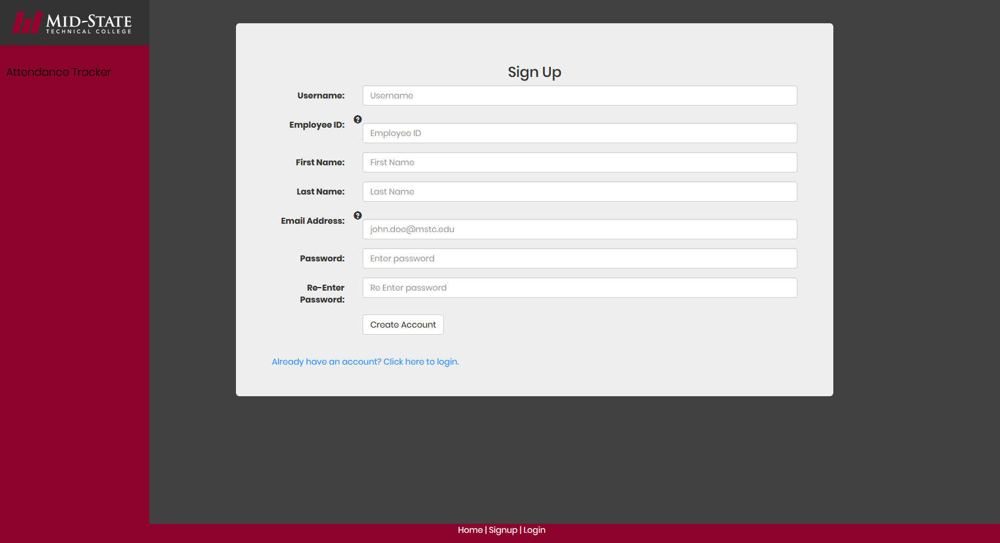 MID-STATE
TECHNICAL COLLEGE
Attendance Tracker
Sign Up
Username: Username
Employee ID: ?
Employee ID
First Name: First Name
Last Name: Last Name
Email Address: ?
john.doe@mstc.edu
Password: Enter password
Re-Enter Re Enter password
Password:
Create Account
Already have an account? Click here to login.
Home | Signup | Login